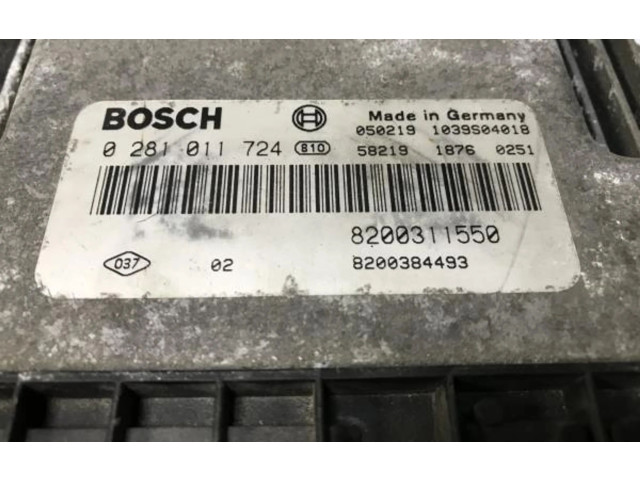 BOSCH
Made in Germany
050219 1039S04018
0 281 011 724 810 58219 1876 0251
8200311550
037 02 8200384493